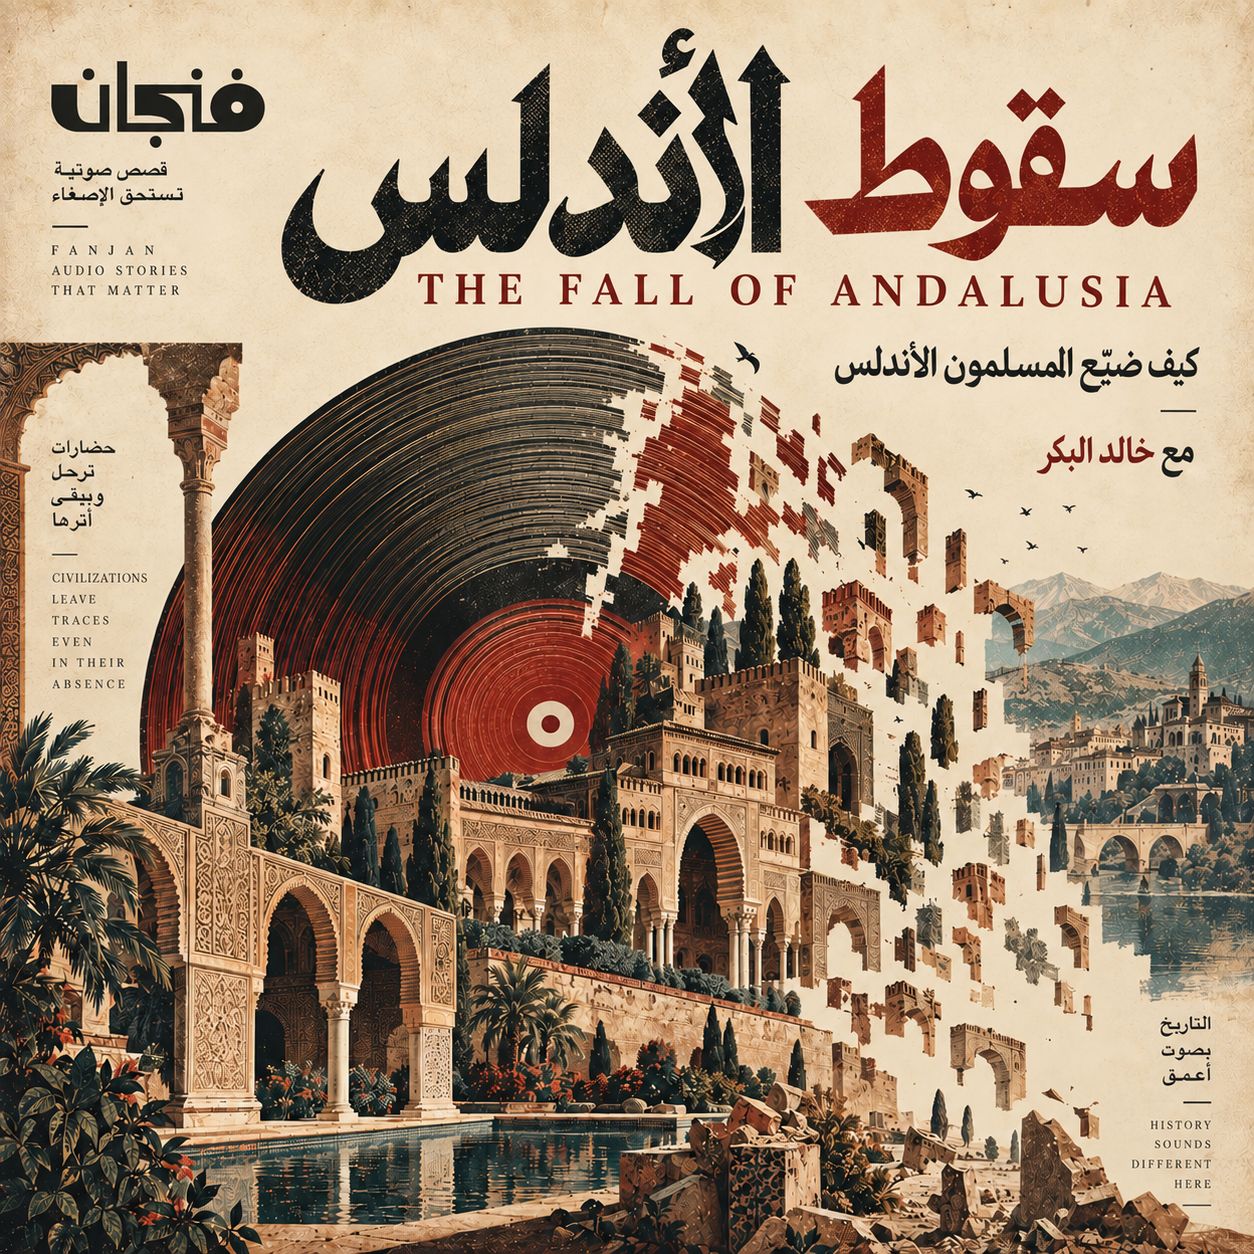 فنجان
قصص صوتية
تستحق الإصغاء
FANJAN
AUDIO STORIES
THAT MATTER
سقوط الأندلس
THE FALL OF ANDALUSIA
كيف ضيّع المسلمون الأندلس
مع خالد البكر
حضارات
ترحل
ويبقى
أثرها
CIVILIZATIONS
LEAVE
TRACES
EVEN
IN THEIR
ABSENCE
التاريخ
بصوت
أعمق
HISTORY
SOUNDS
DIFFERENT
HERE